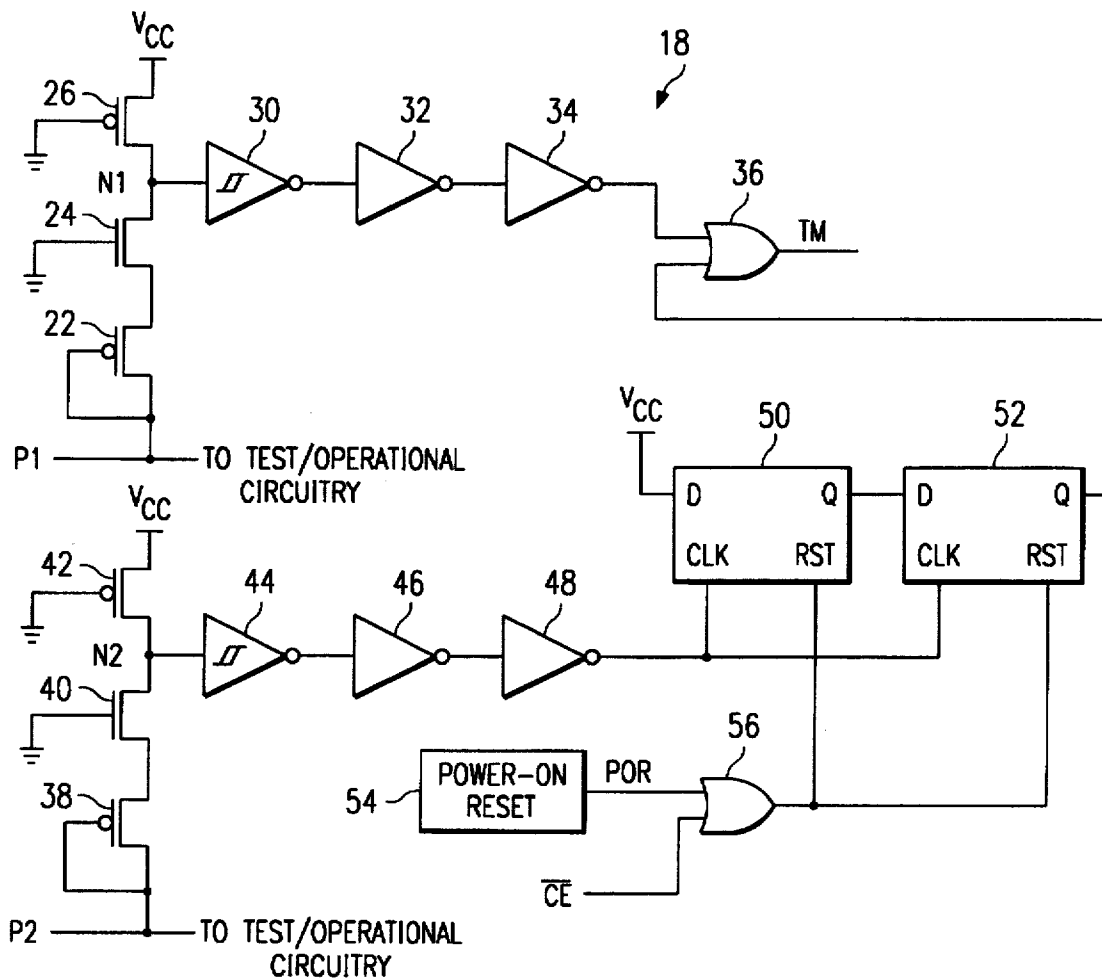 VCC
18
26
30
32
34
N1
36
24
TM
22
P1
TO TEST/OPERATIONAL
CIRCUITRY
VCC
50
52
VCC
D
Q
D
Q
CLK
RST
CLK
RST
42
44
46
48
N2
40
56
POWER-ON
RESET
POR
54
38
CE
P2
TO TEST/OPERATIONAL
CIRCUITRY